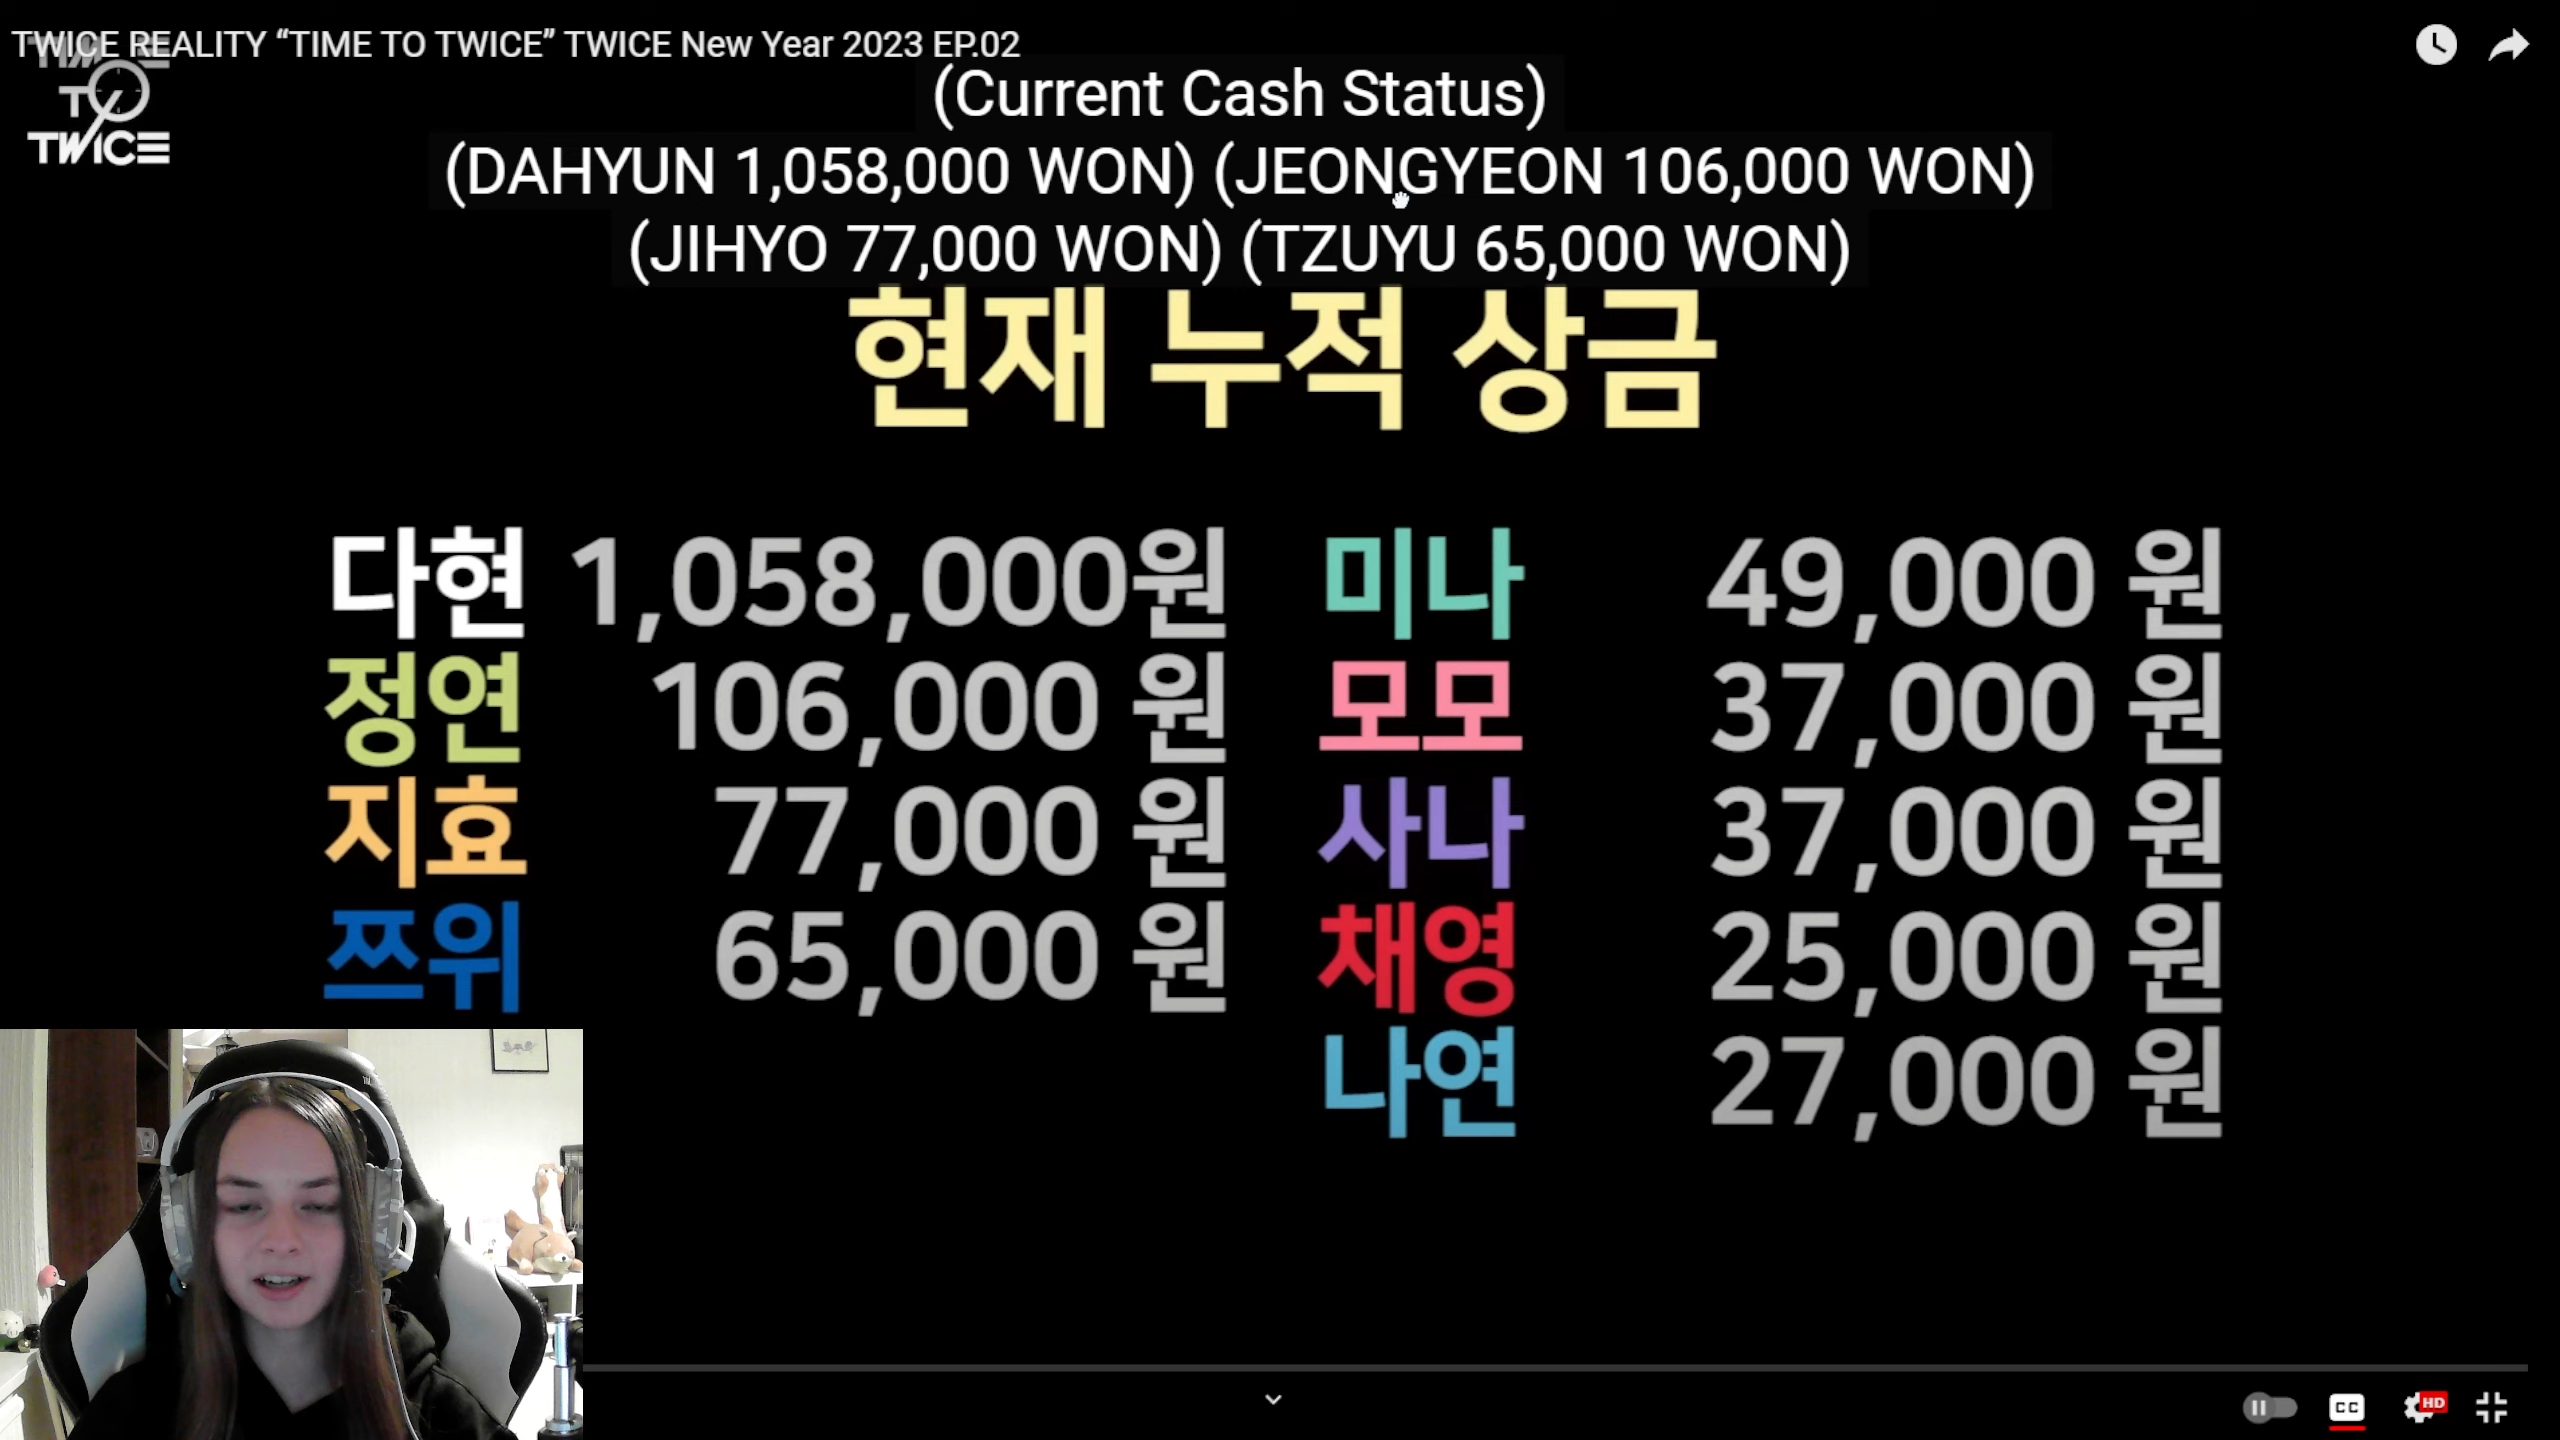 TWICE REALITY “TIME TO TWICE” TWICE New Year 2023 EP.02
TIME
TO
TWICE
(Current Cash Status)
(DAHYUN 1,058,000 WON) (JEONGYEON 106,000 WON)
(JIHYO 77,000 WON) (TZUYU 65,000 WON)
현재 누적 상금
다현 1,058,000원
정연 106,000 원
지효 77,000 원
쯔위 65,000 원
미나 49,000 원
모모 37,000 원
사나 37,000 원
채영 25,000 원
나연 27,000 원
CC
HD